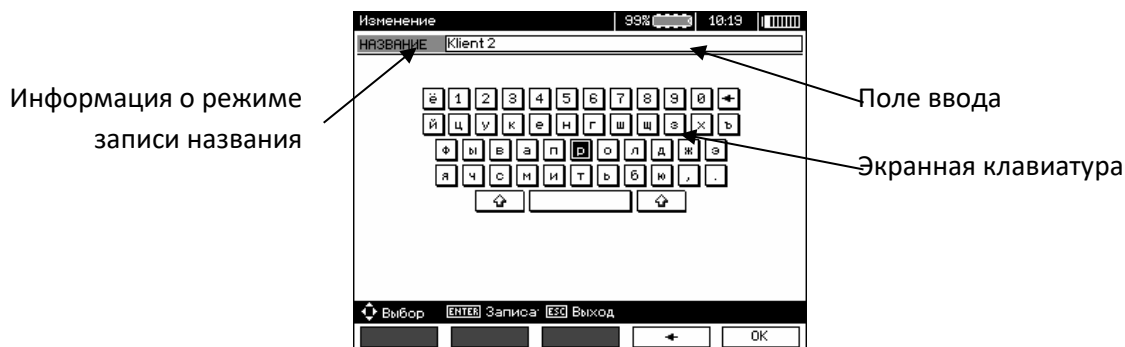 Изменение 99% 10:19
НАЗВАНИЕ Klient 2
Информация о режиме
записи названия
Поле ввода
Экранная клавиатура
ё 1 2 3 4 5 6 7 8 9 0
й ц у к е н г ш щ з х ъ
ф ы в а п р о л д ж э
я ч с м и т ь б ю , .
Выбор ENTER Записа ESC Выход
OK